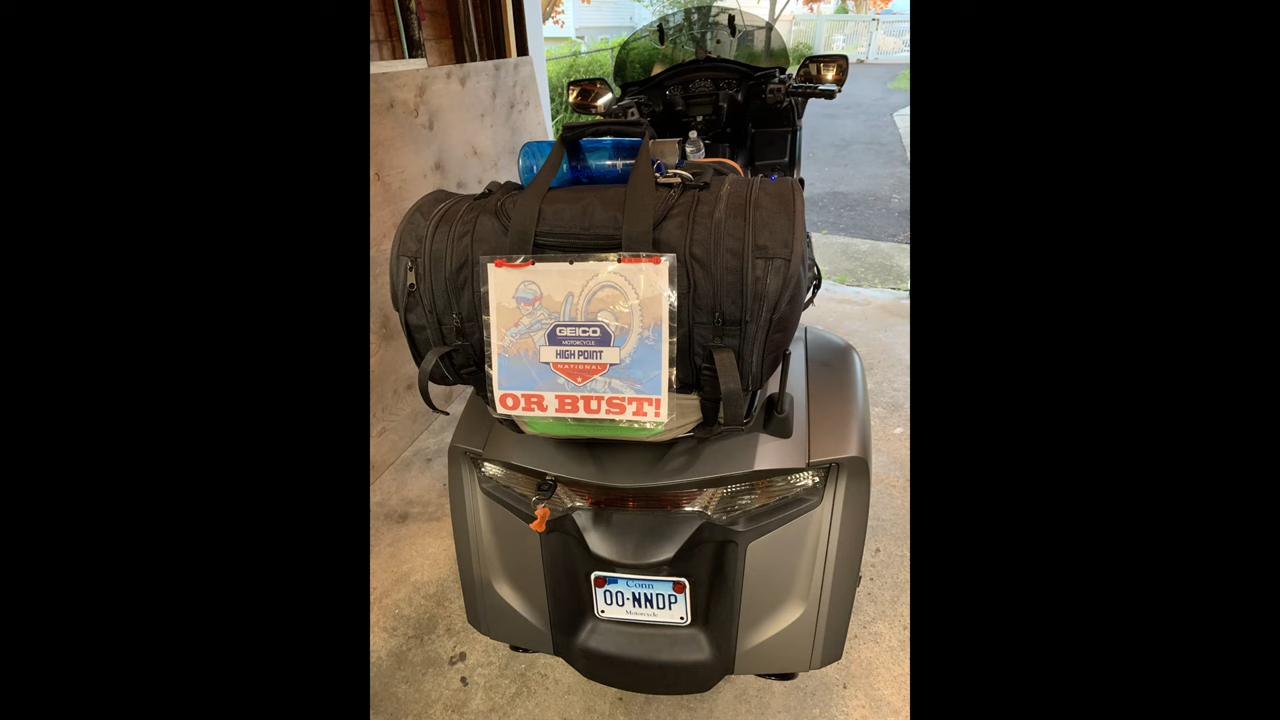 GEICO
MOTORCYCLE
HIGH POINT
NATIONAL
OR BUST!
Conn
00·NNDP
Motorcycle